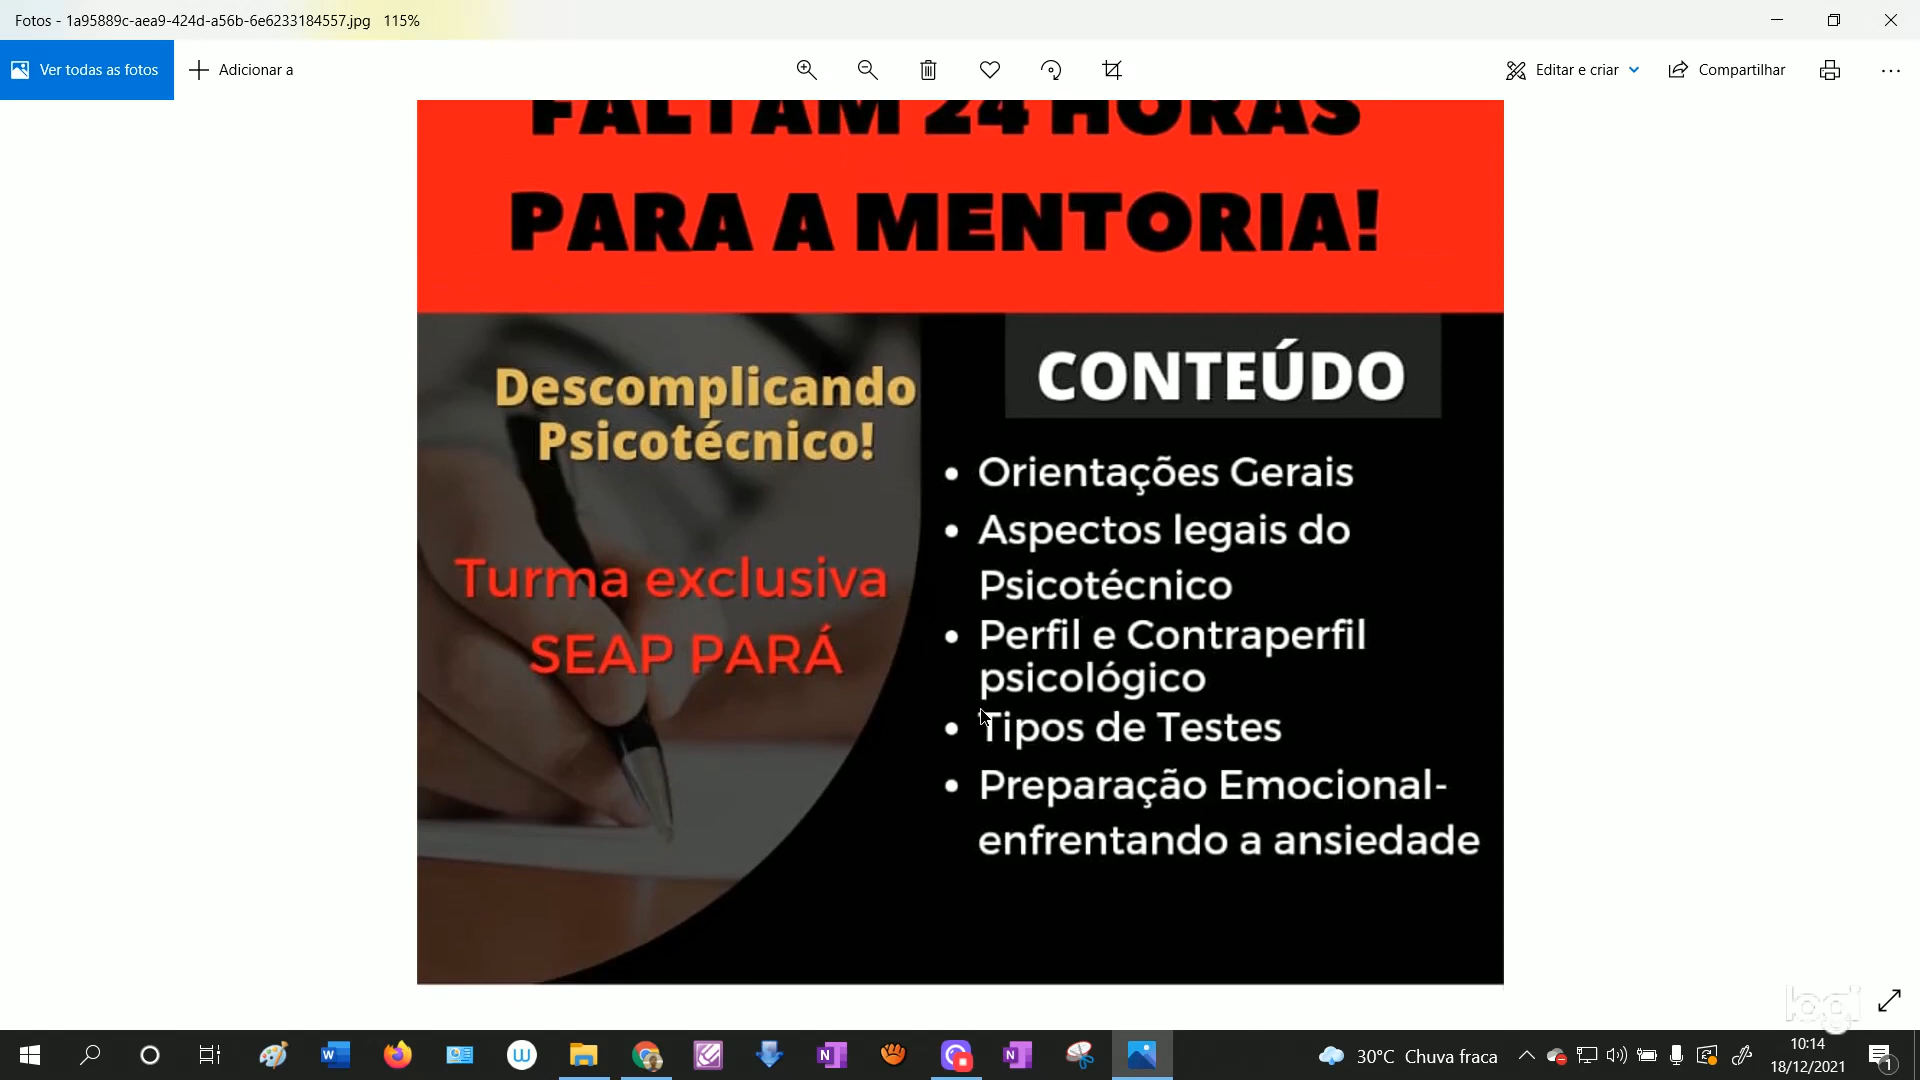 Fotos - 1a95889c-aea9-424d-a56b-6e6233184557.jpg 115%
Ver todas as fotos
Adicionar a
Editar e criar
Compartilhar
FALTAM 24 HORAS
PARA A MENTORIA!
Descomplicando
Psicotécnico!
Turma exclusiva
SEAP PARÁ
CONTEÚDO
• Orientações Gerais
• Aspectos legais do
Psicotécnico
• Perfil e Contraperfil
psicológico
• Tipos de Testes
• Preparação Emocional-
enfrentando a ansiedade
logi
30°C Chuva fraca
10:14
18/12/2021
1